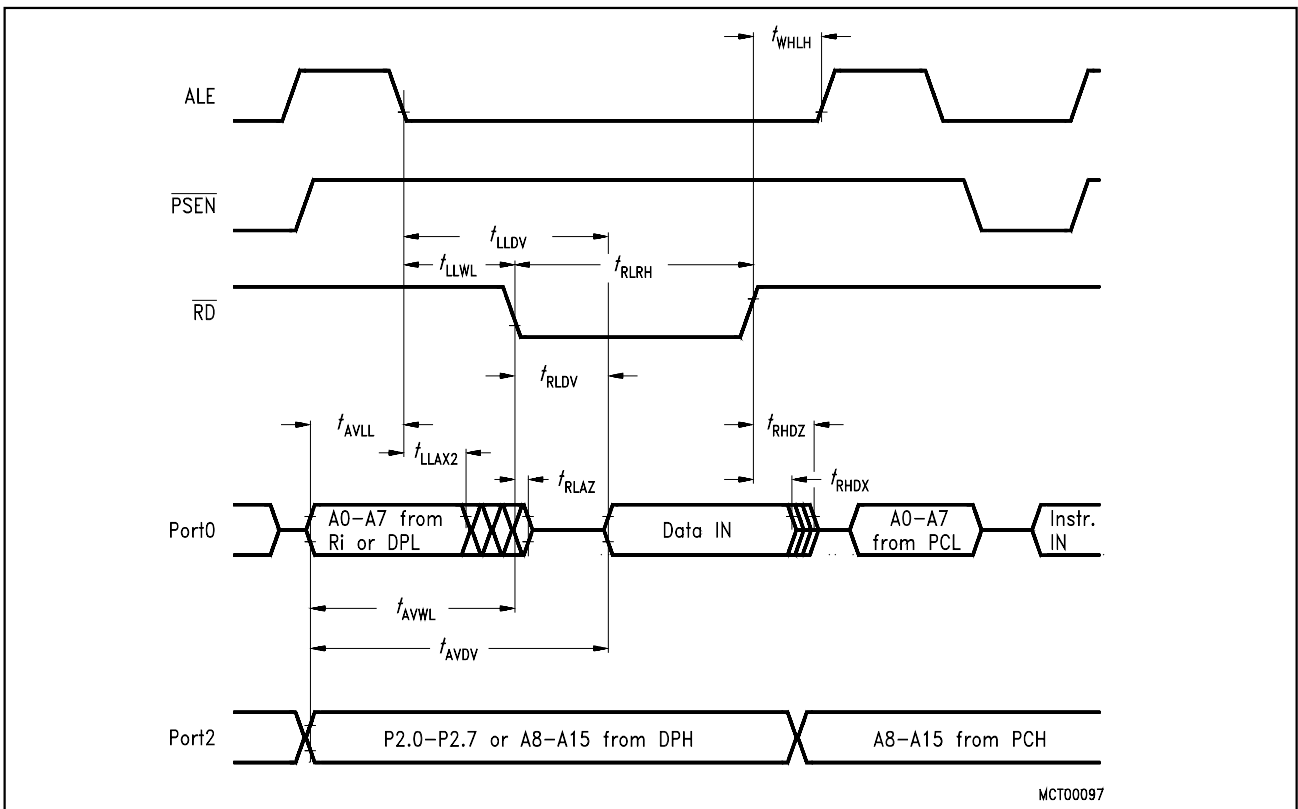 tWHLH
ALE
PSEN
tLLDV
tLLWL
tRLRH
RD
tRLDV
tAVLL
tRHDZ
tLLAX2
tRLAZ
tRHDX
Port0
A0-A7 from
Ri or DPL
Data IN
A0-A7
from PCL
Instr.
IN
tAVWL
tAVDV
Port2
P2.0-P2.7 or A8-A15 from DPH
A8-A15 from PCH
MCT00097